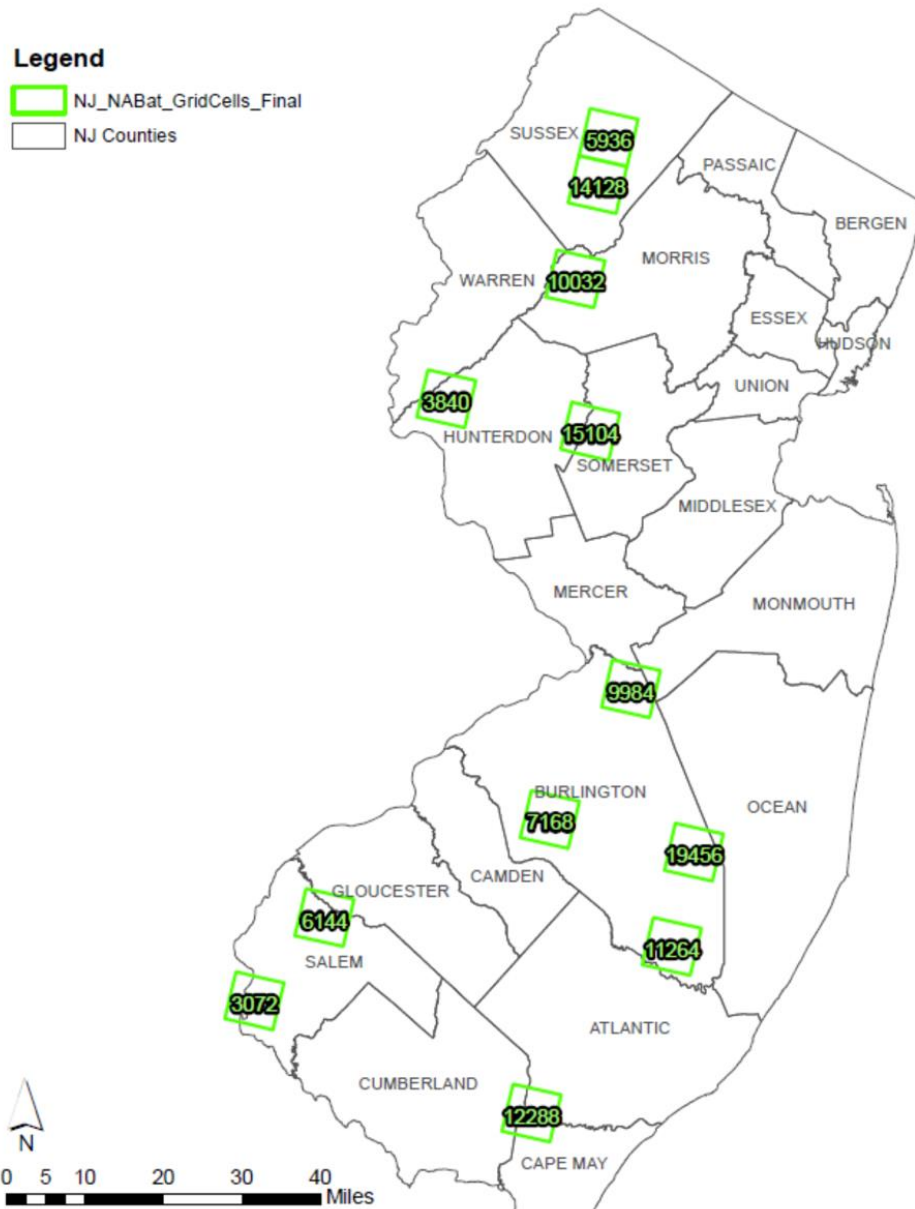 Legend
NJ_NABat_GridCells_Final
NJ Counties
SUSSEX
5936
14128
PASSAIC
BERGEN
MORRIS
WARREN
10032
ESSEX
HUDSON
UNION
3840
HUNTERDON
15104
SOMERSET
MIDDLESEX
MERCER
MONMOUTH
9984
BURLINGTON
OCEAN
7168
19456
CAMDEN
GLOUCESTER
6144
11264
SALEM
3072
ATLANTIC
CUMBERLAND
12288
CAPE MAY
N
0 5 10 20 30 40
Miles